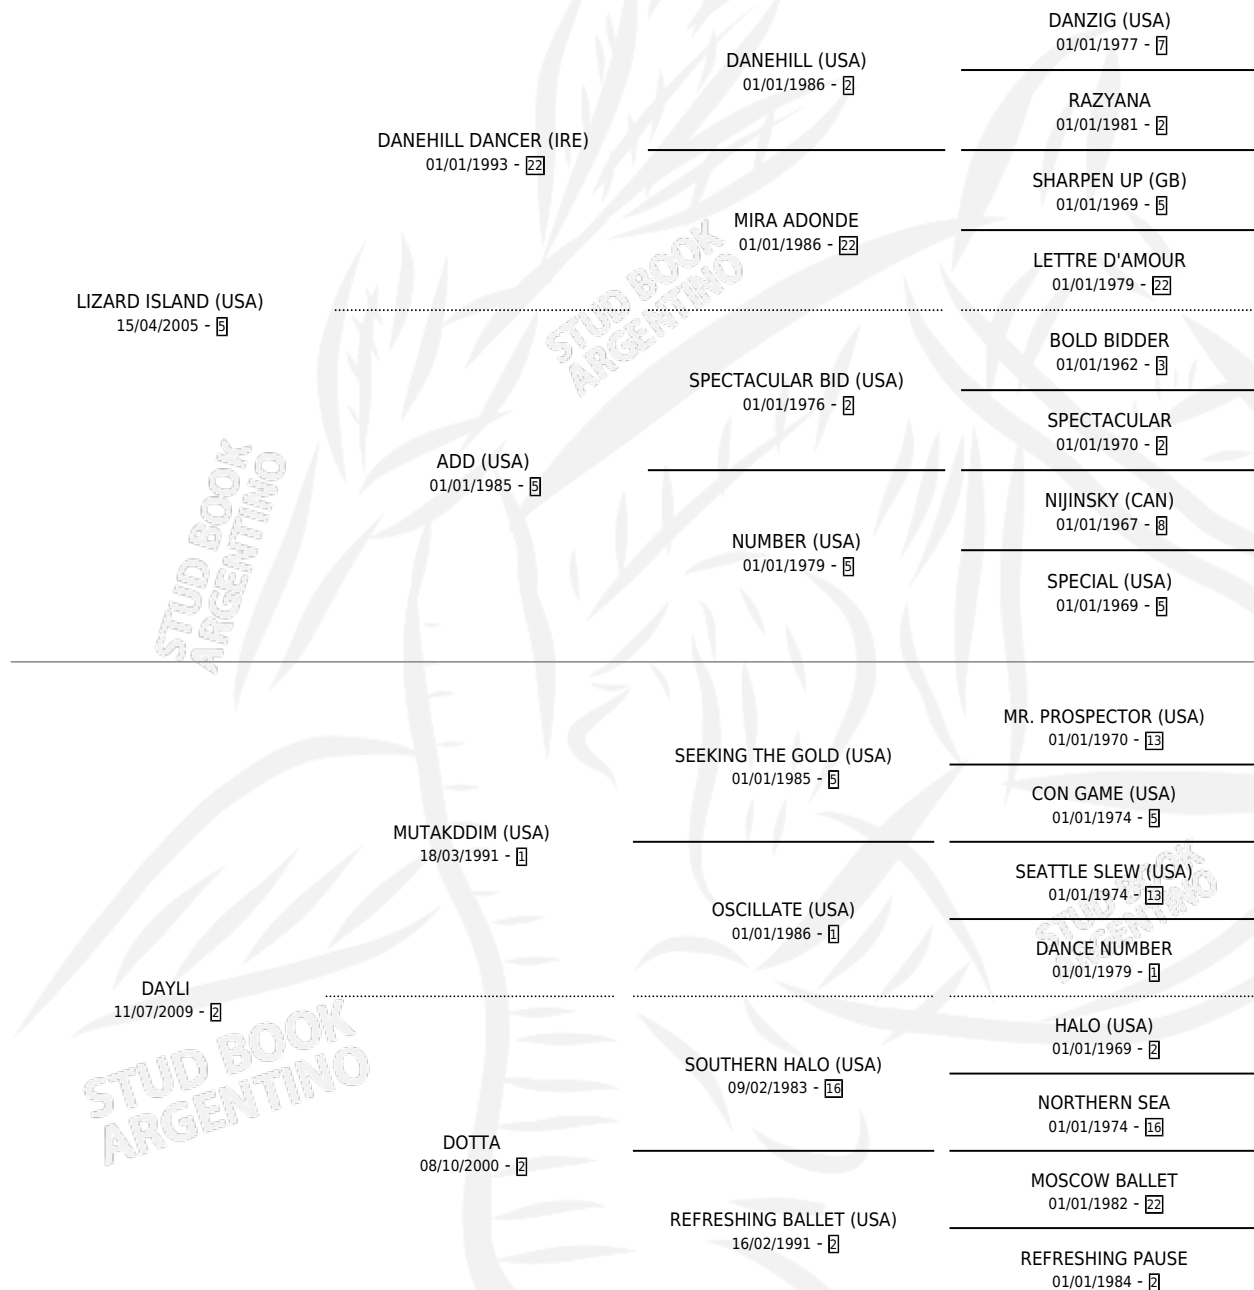 DANZIG (USA)
01/01/1977 - 7
DANEHILL (USA)
01/01/1986 - 2
RAZYANA
01/01/1981 - 2
DANEHILL DANCER (IRE)
01/01/1993 - 22
SHARPEN UP (GB)
01/01/1969 - 5
MIRA ADONDE
01/01/1986 - 22
LETTRE D'AMOUR
01/01/1979 - 22
LIZARD ISLAND (USA)
15/04/2005 - 5
BOLD BIDDER
01/01/1962 - 3
SPECTACULAR BID (USA)
01/01/1976 - 2
SPECTACULAR
01/01/1970 - 2
ADD (USA)
01/01/1985 - 5
NIJINSKY (CAN)
01/01/1967 - 8
NUMBER (USA)
01/01/1979 - 5
SPECIAL (USA)
01/01/1969 - 5
STUD BOOK
ARGENTINO
STUD BOOK
ARGENTINO
MR. PROSPECTOR (USA)
01/01/1970 - 13
SEEKING THE GOLD (USA)
01/01/1985 - 5
CON GAME (USA)
01/01/1974 - 5
MUTAKDDIM (USA)
18/03/1991 - 1
SEATTLE SLEW (USA)
01/01/1974 - 13
OSCILLATE (USA)
01/01/1986 - 1
DANCE NUMBER
01/01/1979 - 1
DAYLI
11/07/2009 - 2
HALO (USA)
01/01/1969 - 2
SOUTHERN HALO (USA)
09/02/1983 - 16
NORTHERN SEA
01/01/1974 - 16
DOTTA
08/10/2000 - 2
MOSCOW BALLET
01/01/1982 - 22
REFRESHING BALLET (USA)
16/02/1991 - 2
REFRESHING PAUSE
01/01/1984 - 2
STUD BOOK
ARGENTINO
STUD BOOK
ARGENTINO